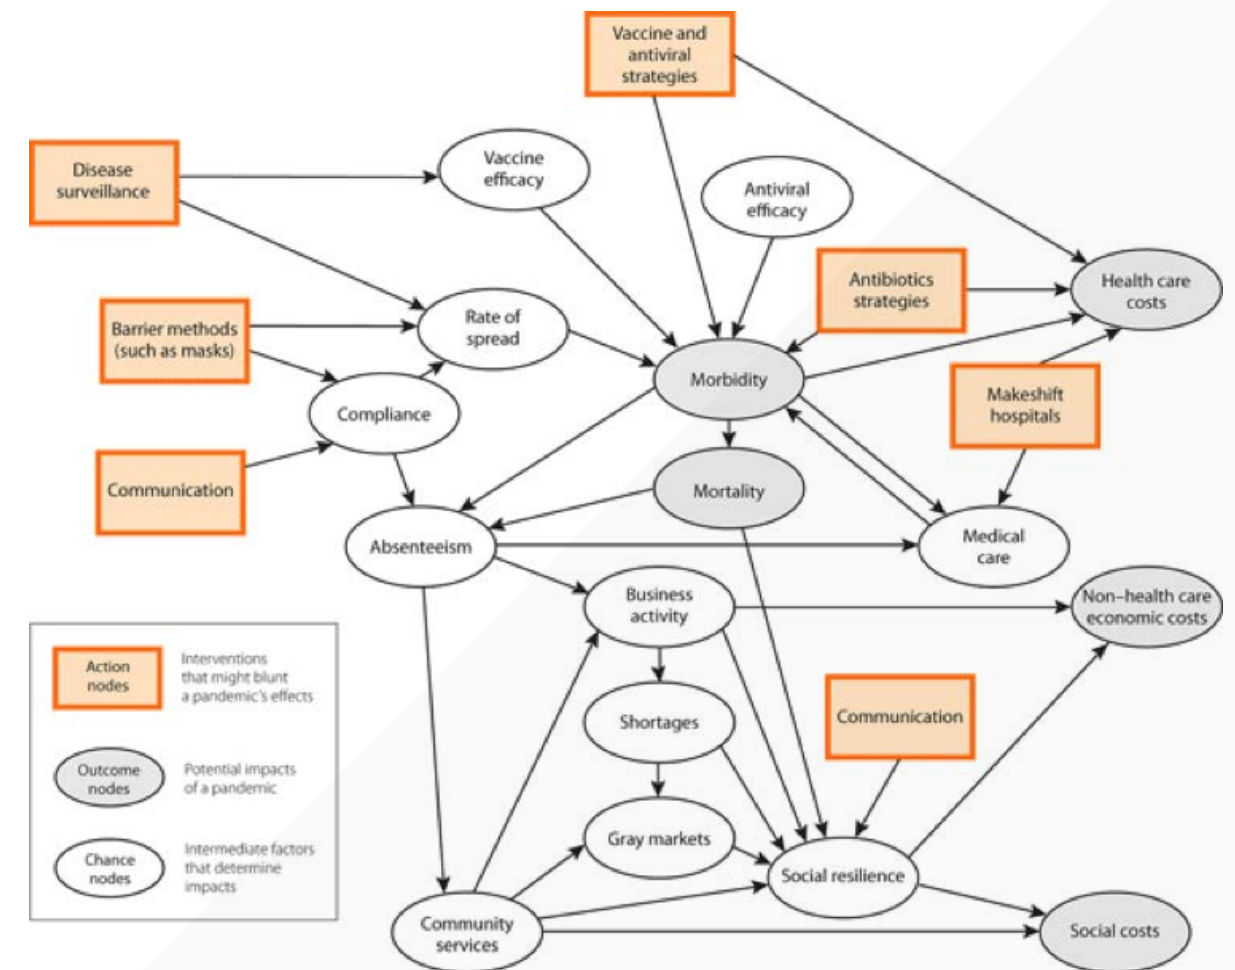 Vaccine and
antiviral
strategies
Disease
surveillance
Vaccine
efficacy
Antiviral
efficacy
Antibiotics
strategies
Health care
costs
Barrier methods
(such as masks)
Rate of
spread
Morbidity
Makeshift
hospitals
Compliance
Communication
Mortality
Absenteeism
Medical
care
Business
activity
Non–health care
economic costs
Shortages
Communication
Gray markets
Social resilience
Community
services
Social costs
Action
nodes
Interventions
that might blunt
a pandemic's effects
Outcome
nodes
Potential impacts
of a pandemic
Chance
nodes
Intermediate factors
that determine
impacts